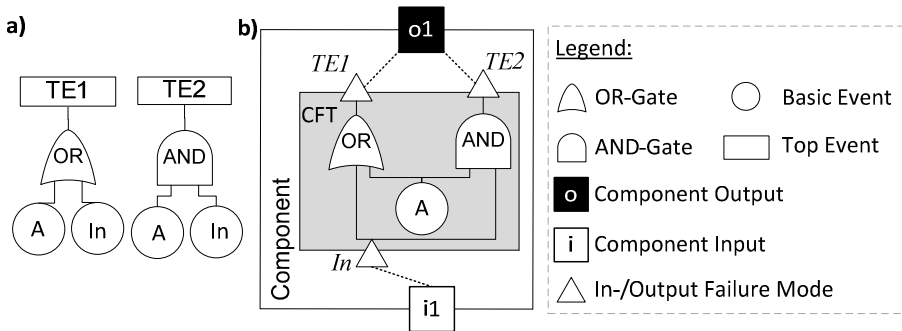 a)
TE1
TE2
OR
AND
A
In
A
In
b)
o1
TE1
TE2
CFT
OR
AND
A
In
Component
i1
Legend:
OR-Gate
Basic Event
AND-Gate
Top Event
o
Component Output
i
Component Input
In-/Output Failure Mode